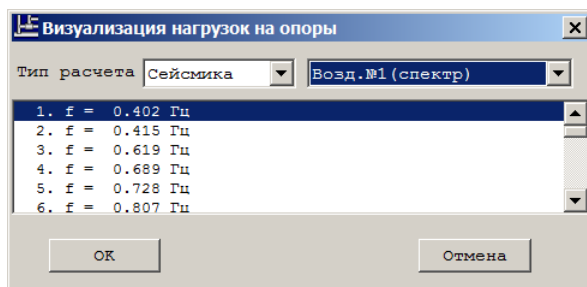 Визуализация нагрузок на опоры
Тип расчета Сейсмика Возд.№1(спектр)
1. f = 0.402 Гц
2. f = 0.415 Гц
3. f = 0.619 Гц
4. f = 0.689 Гц
5. f = 0.728 Гц
6. f = 0.807 Гц
OK Отмена